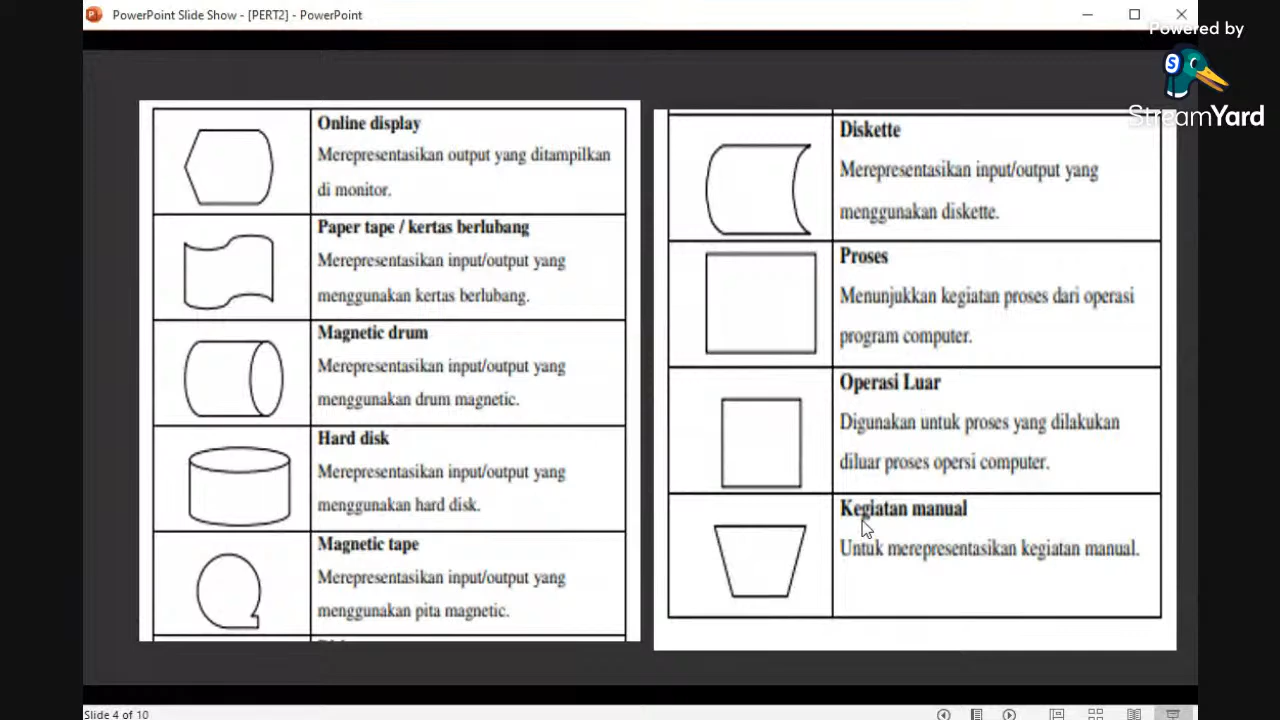 PowerPoint Slide Show - [PERT2] - PowerPoint
Powered by
S
StreamYard
Online display
Merepresentasikan output yang ditampilkan
di monitor.
Paper tape / kertas berlubang
Merepresentasikan input/output yang
menggunakan kertas berlubang.
Magnetic drum
Merepresentasikan input/output yang
menggunakan drum magnetic.
Hard disk
Merepresentasikan input/output yang
menggunakan hard disk.
Magnetic tape
Merepresentasikan input/output yang
menggunakan pita magnetic.
Diskette
Merepresentasikan input/output yang
menggunakan diskette.
Proses
Menunjukkan kegiatan proses dari operasi
program computer.
Operasi Luar
Digunakan untuk proses yang dilakukan
diluar proses opersi computer.
Kegiatan manual
Untuk merepresentasikan kegiatan manual.
Slide 4 of 10